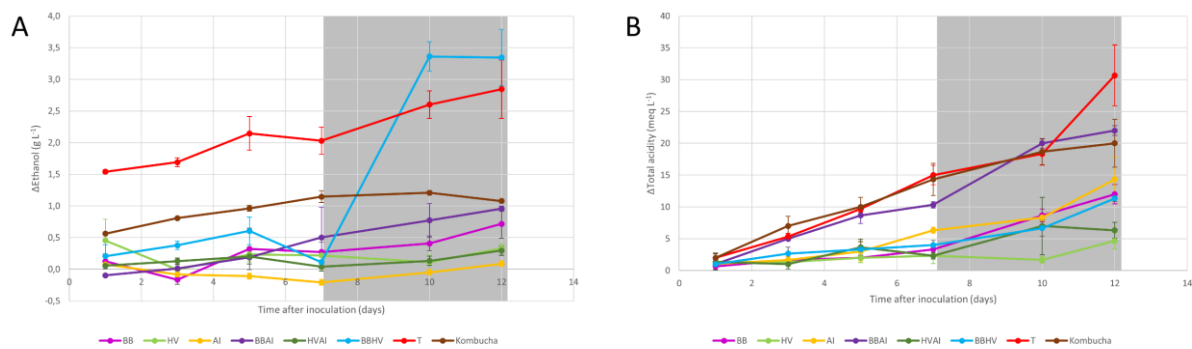 A
ΔEthanol (g L⁻¹)
4,0
3,5
3,0
2,5
2,0
1,5
1,0
0,5
0,0
-0,5
0 2 4 6 8 10 12 14
Time after inoculation (days)
BB HV AI BBAI HVAI BBHV T Kombucha
B
ΔTotal acidity (meq L⁻¹)
40
35
30
25
20
15
10
5
0
0 2 4 6 8 10 12 14
Time after inoculation (days)
BB HV AI BBAI HVAI BBHV T Kombucha